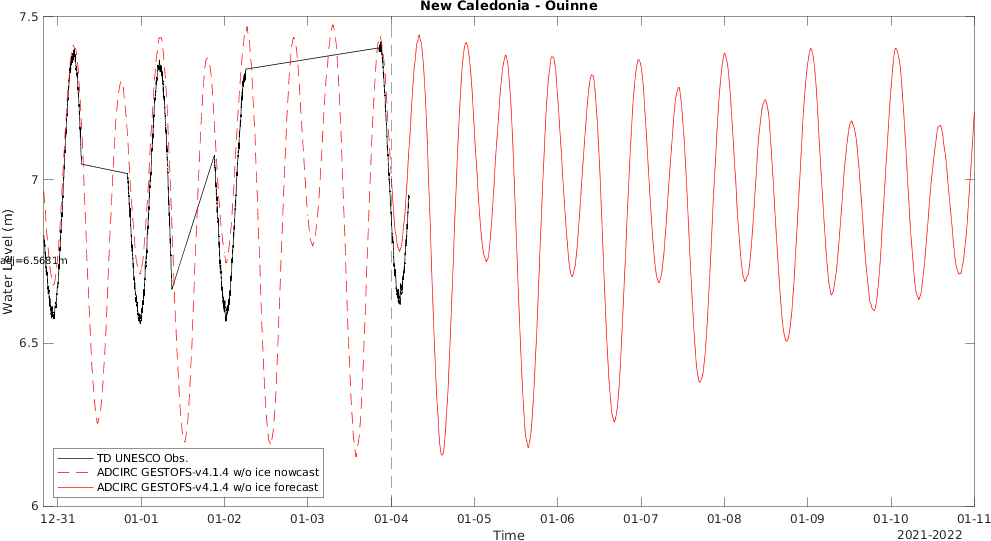 New Caledonia - Ouinne
7.5
7
6.5
6
Water Level (m)
adj=6.5681m
TD UNESCO Obs.
ADCIRC GESTOFS-v4.1.4 w/o ice nowcast
ADCIRC GESTOFS-v4.1.4 w/o ice forecast
12-31 01-01 01-02 01-03 01-04 01-05 01-06 01-07 01-08 01-09 01-10 01-11
Time
2021-2022